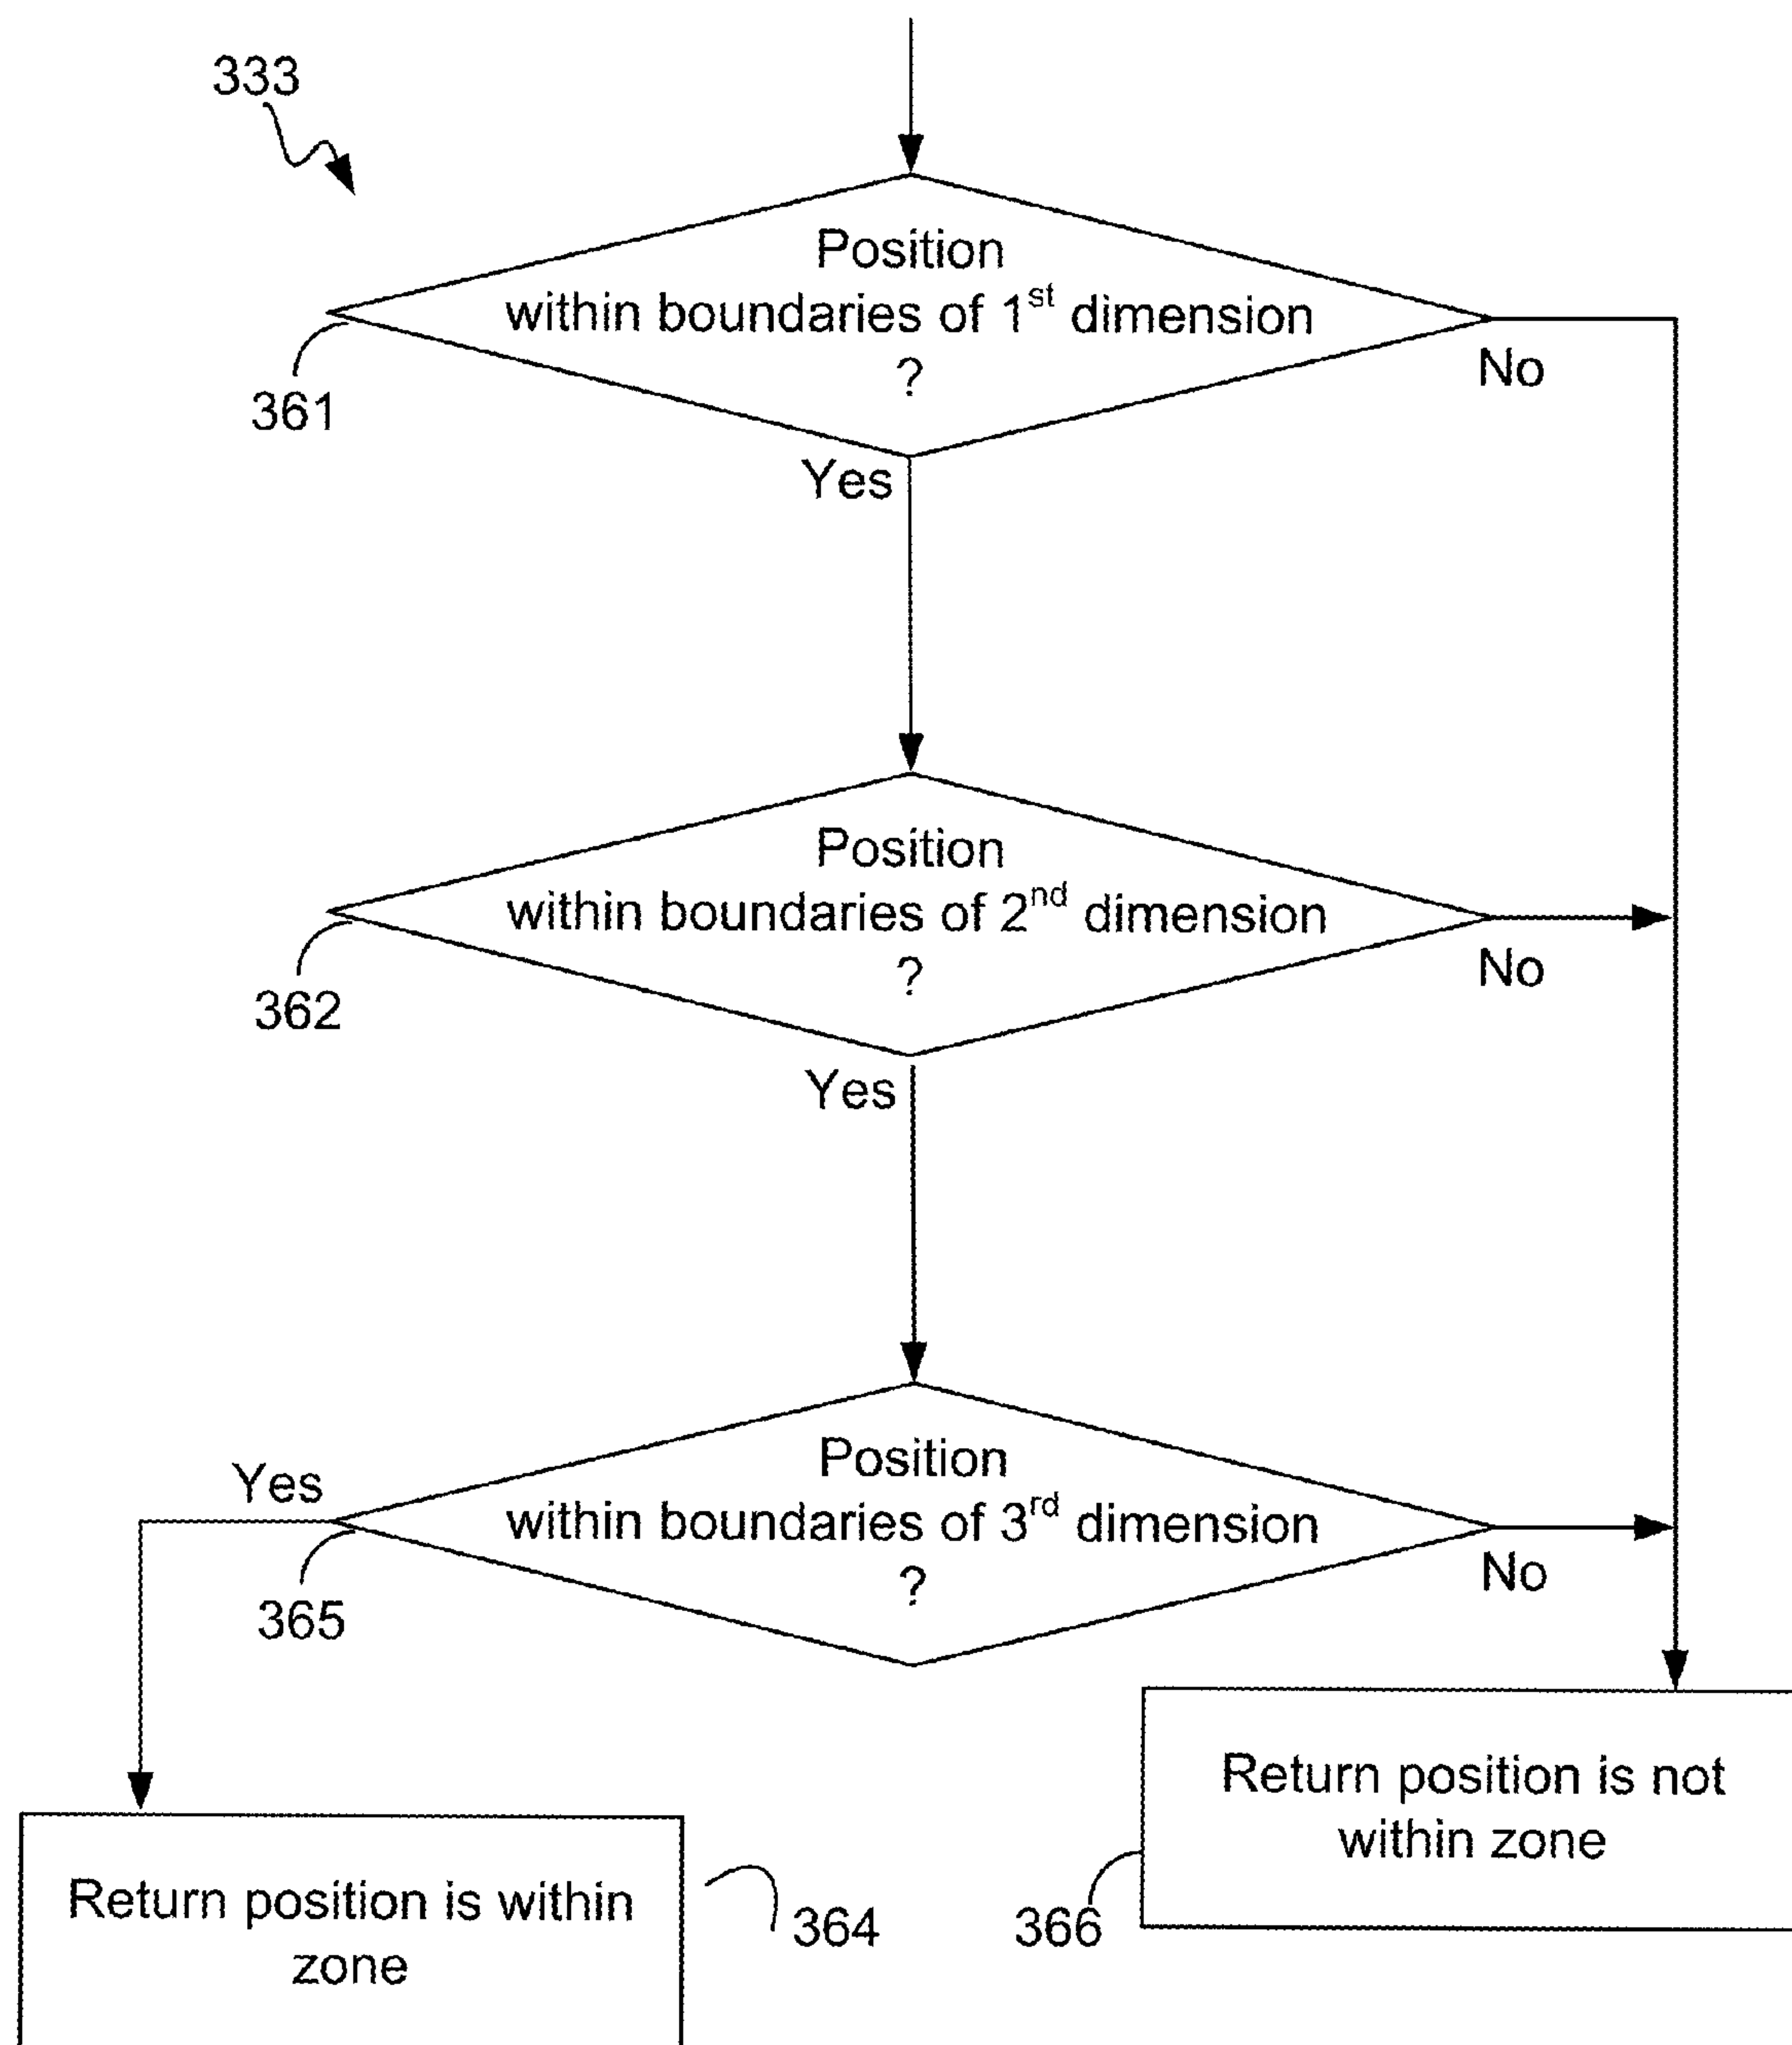 333
Position
within boundaries of 1st dimension
?
361
No
Yes
Position
within boundaries of 2nd dimension
?
362
No
Yes
Position
within boundaries of 3rd dimension
?
Yes
365
No
Return position is not
within zone
366
Return position is within
zone
364